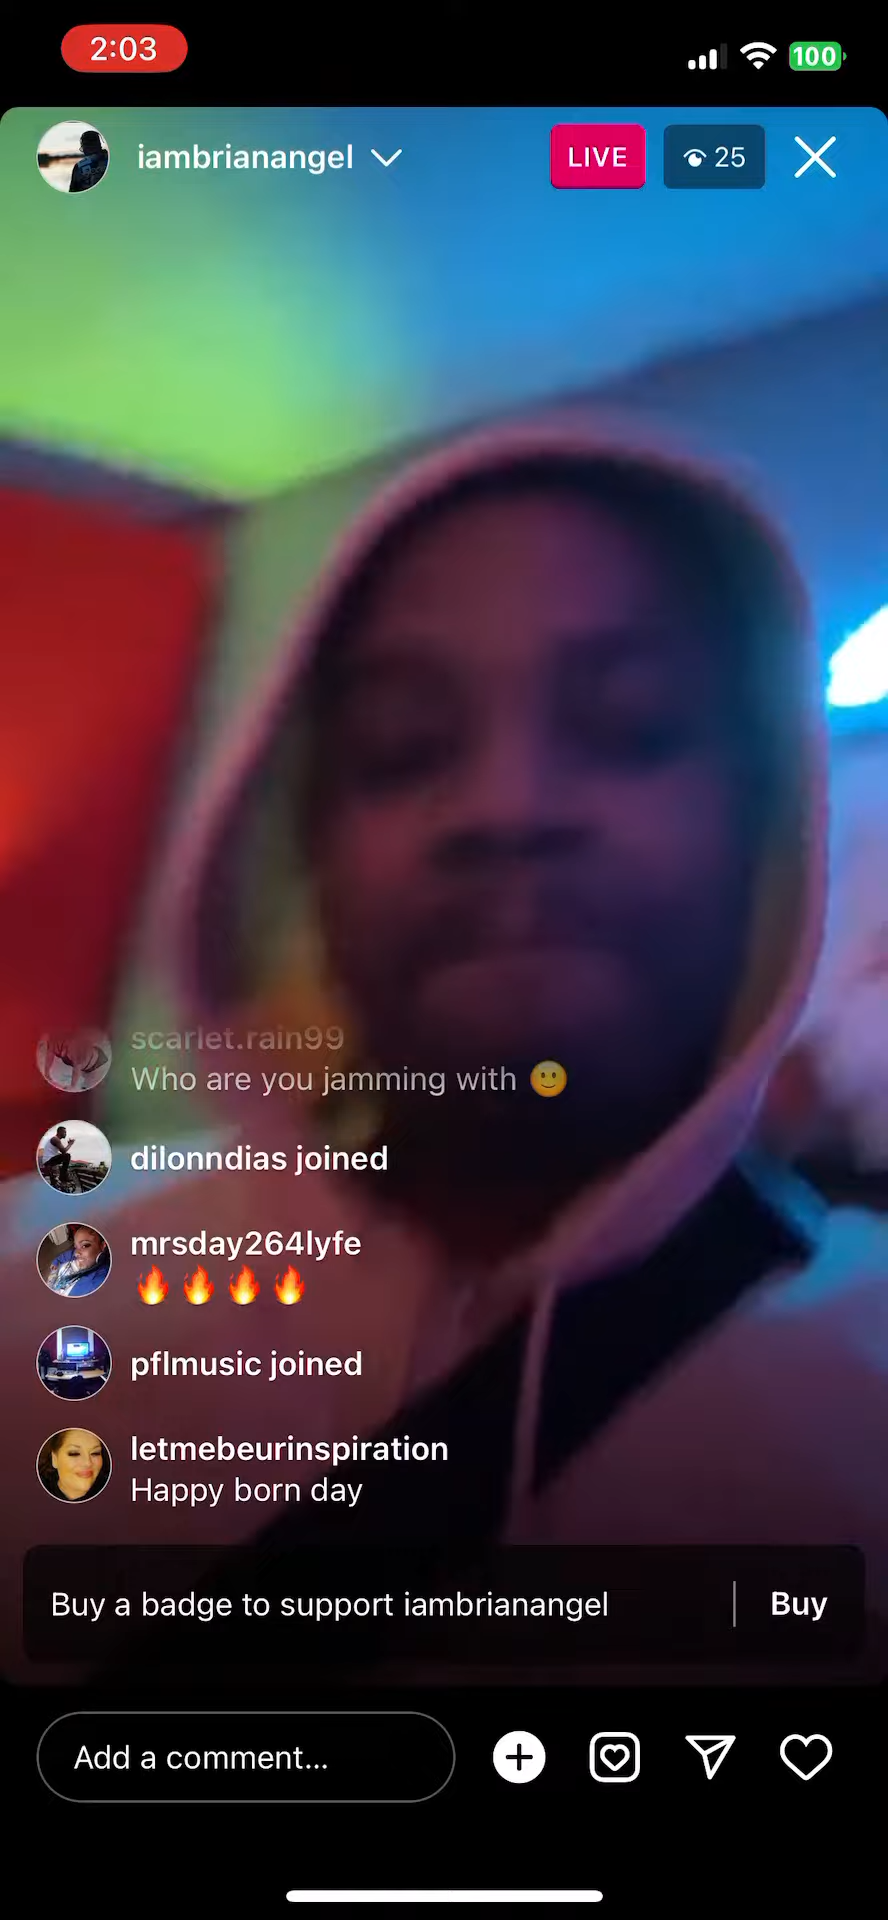 2:03
100
iambrianangel
LIVE
25
scarlet.rain99
Who are you jamming with 🙂
dilonndias joined
mrsday264lyfe
🔥🔥🔥🔥
pflmusic joined
letmebeurinspiration
Happy born day
Buy a badge to support iambrianangel
Buy
Add a comment...